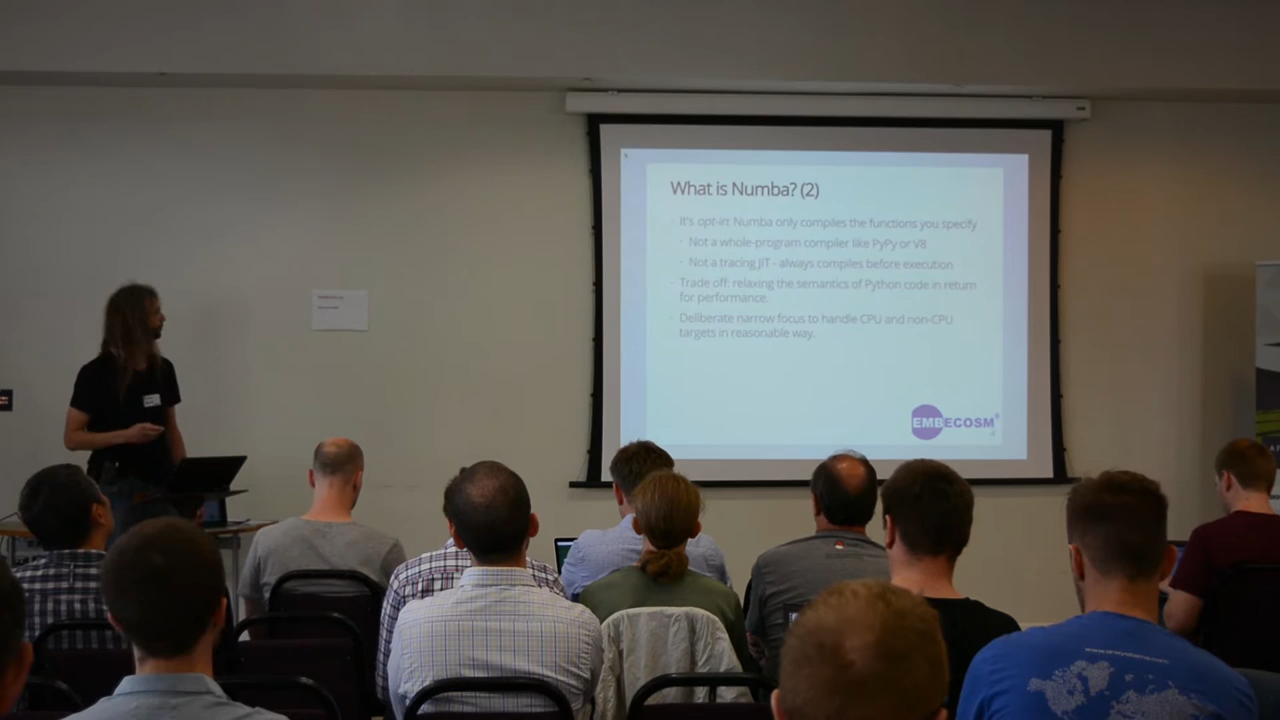 What is Numba? (2)
It's opt-in: Numba only compiles the functions you specify
Not a whole-program compiler like PyPy or V8
Not a tracing JIT - always compiles before execution
Trade off: relaxing the semantics of Python code in return
for performance.
Deliberate narrow focus to handle CPU and non-CPU
targets in reasonable way.
EMBECOSM®